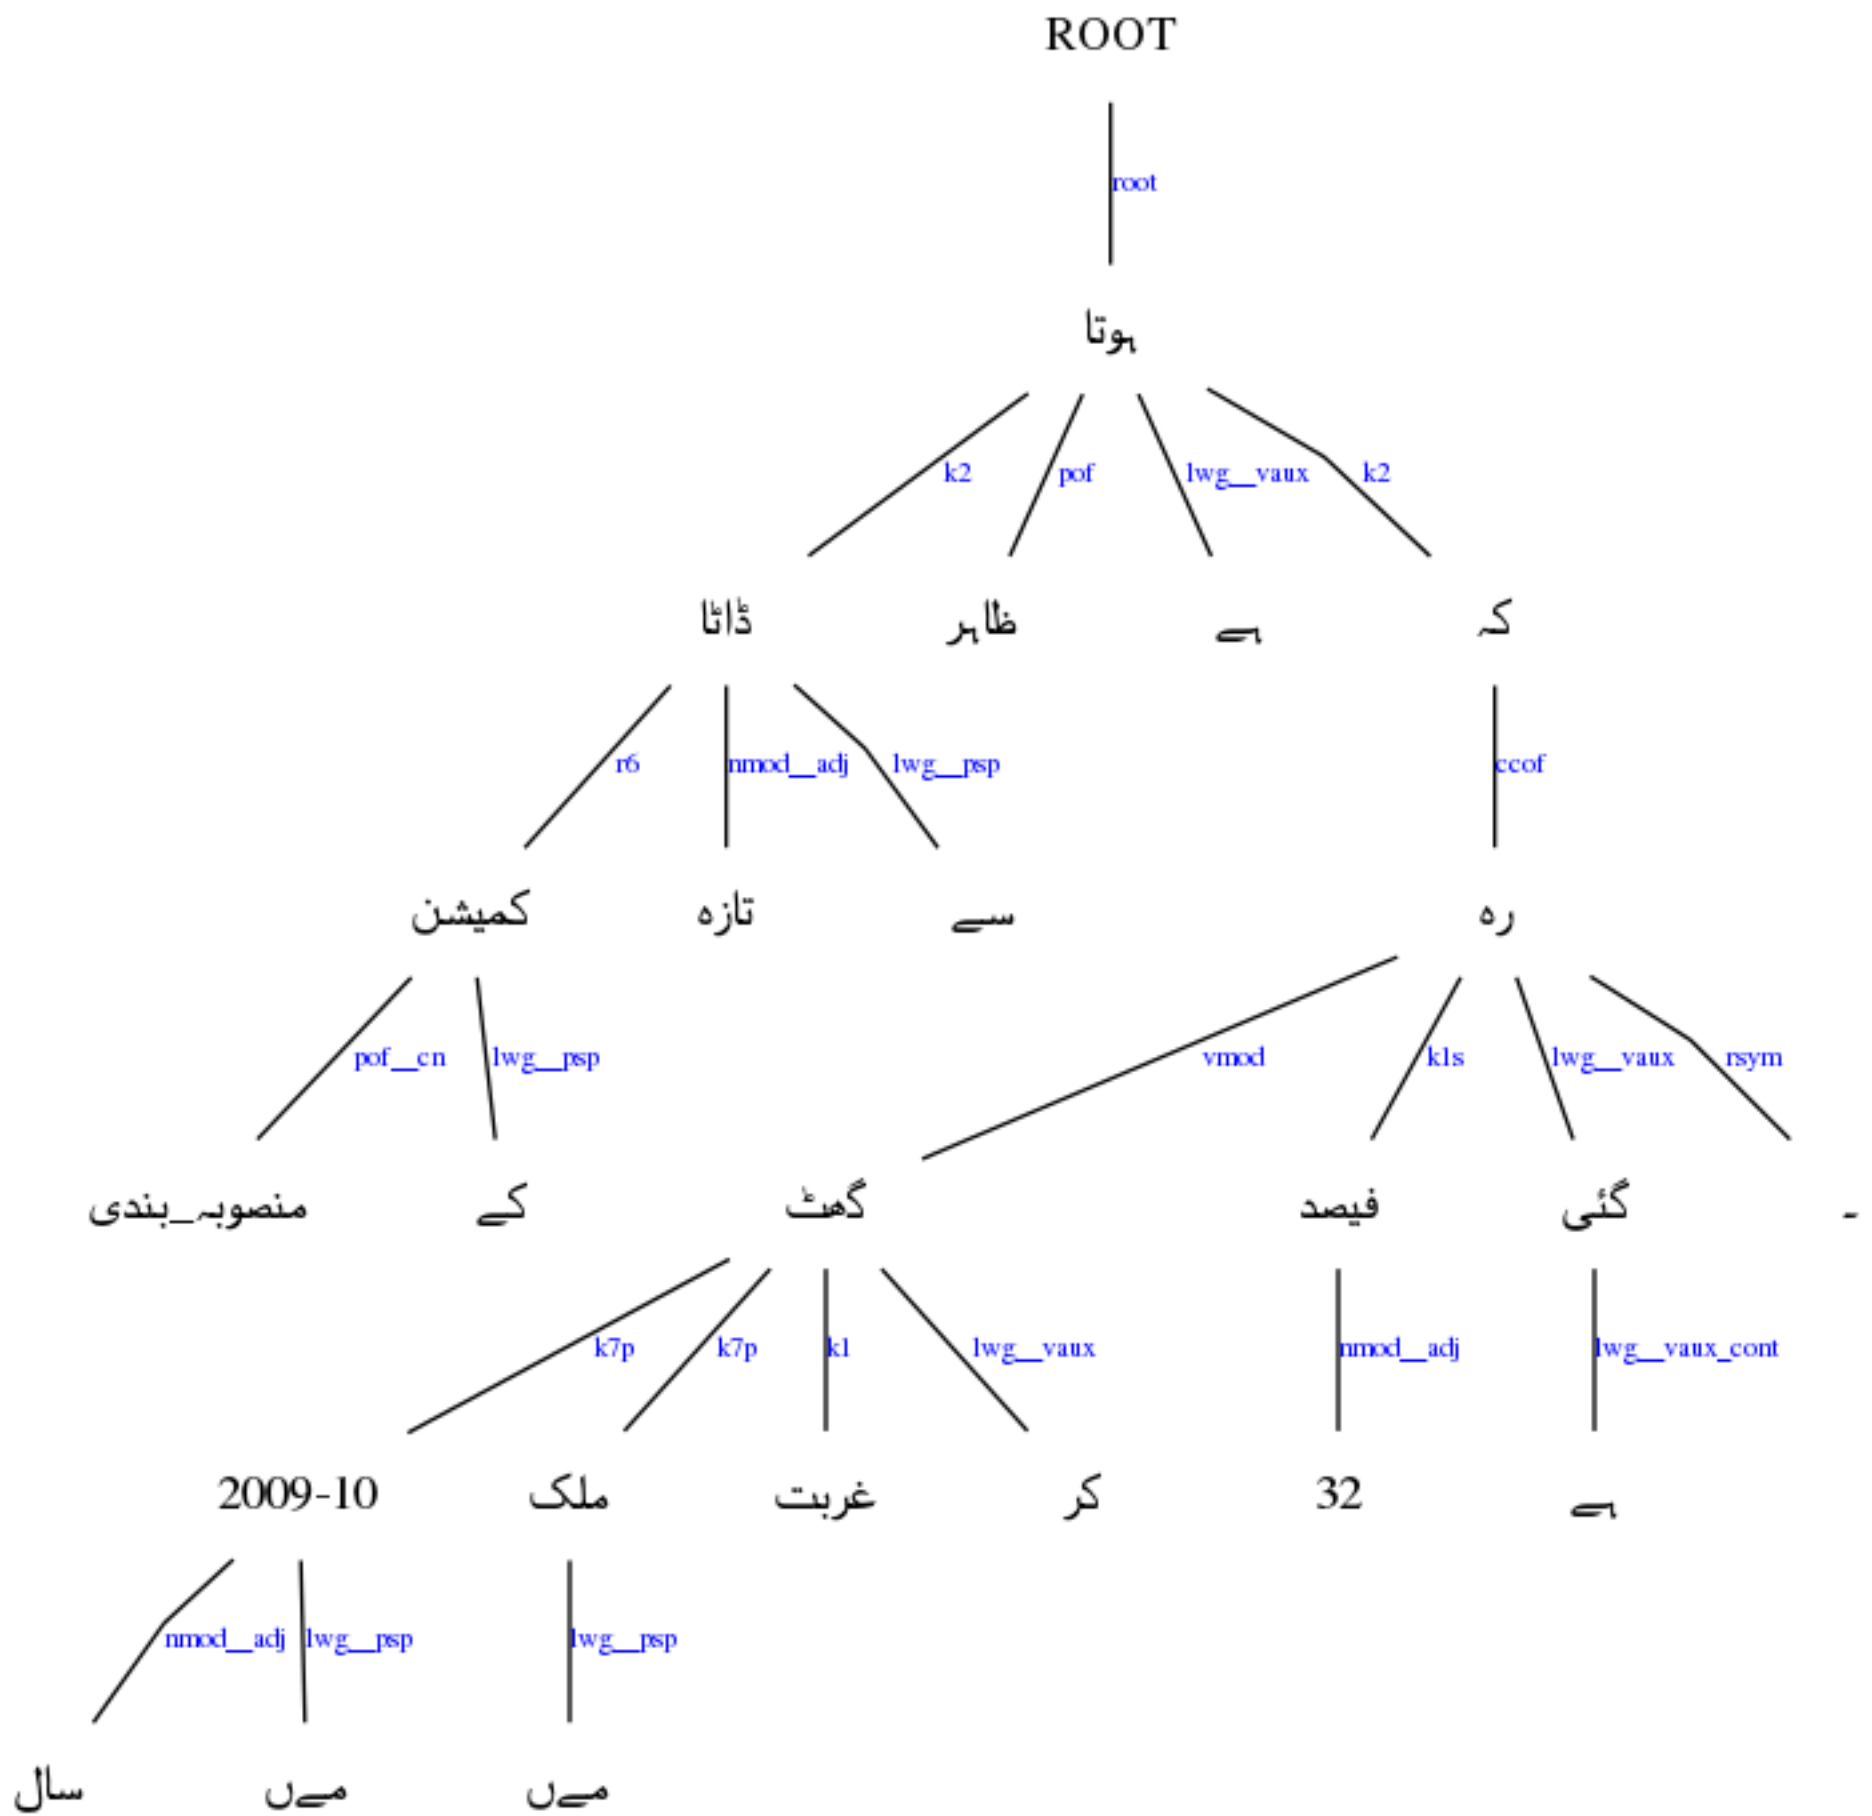 ROOT
root
ہوتا
k2 pof lwg__vaux k2
ڈاٹا ظاہر ہے کہ
r6 nmod__adj lwg__psp ccof
کمیشن تازہ سے رہ
pof__cn lwg__psp vmod k1s lwg__vaux rsym
منصوبہ_بندی کے گھٹ فیصد گئی ۔
k7p k7p k1 lwg__vaux nmod__adj lwg__vaux_cont
2009-10 ملک غربت کر 32 ہے
nmod__adj lwg__psp lwg__psp
سال مےں مےں